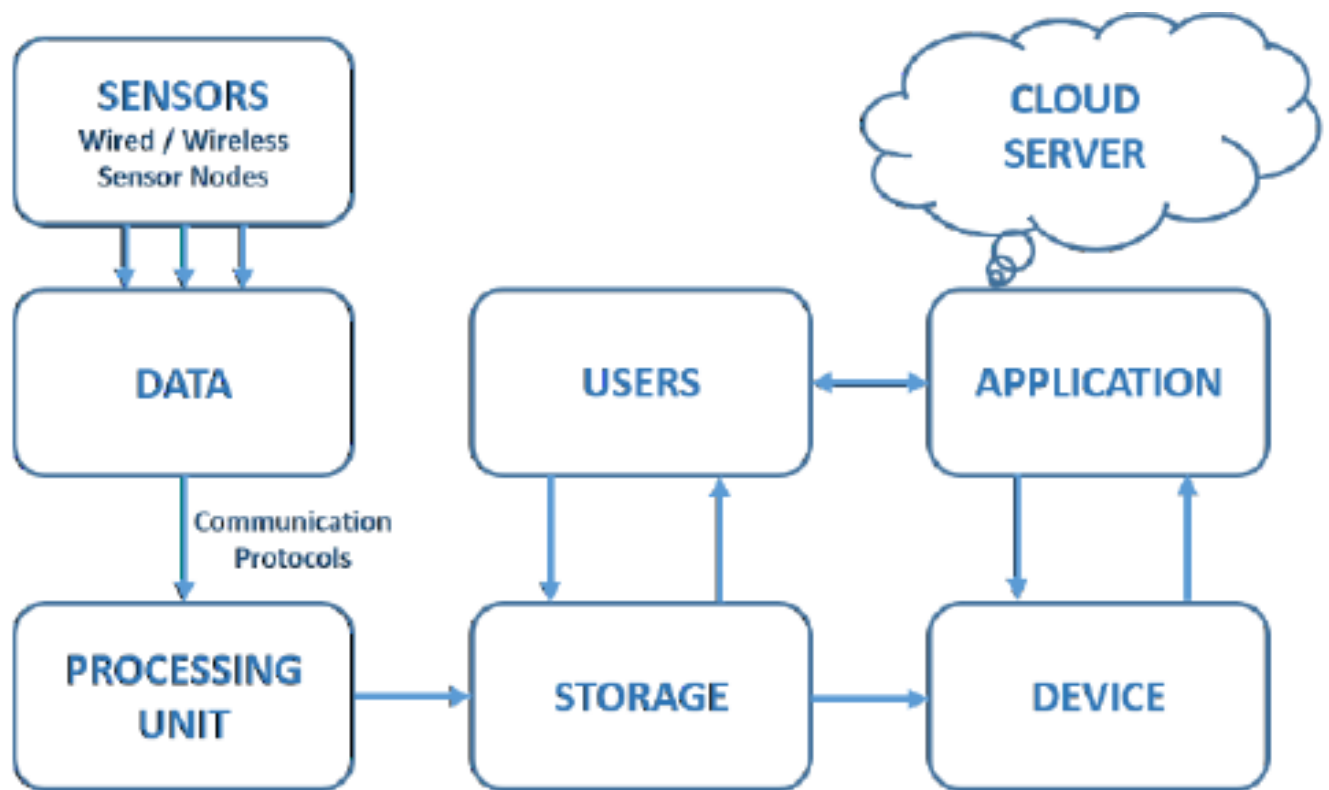 SENSORS
Wired / Wireless
Sensor Nodes
CLOUD
SERVER
DATA
USERS
APPLICATION
Communication
Protocols
PROCESSING
UNIT
STORAGE
DEVICE